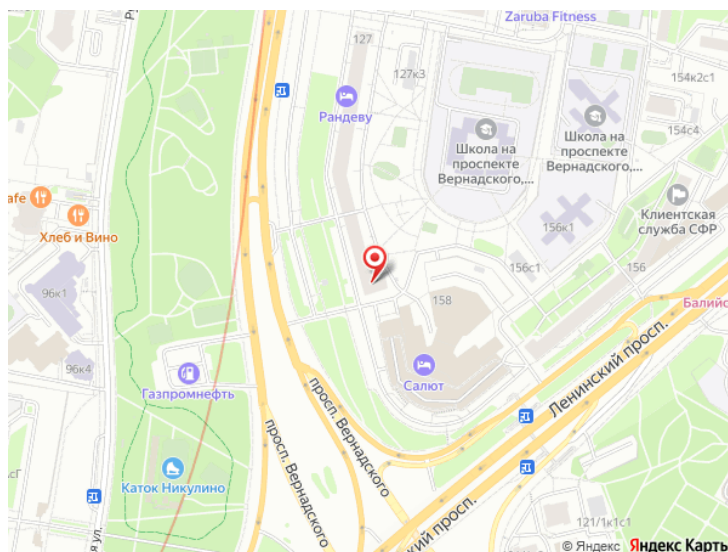 Zaruba Fitness
127
127к3
154к2с1
154с4
Рандеву
Школа на
проспекте
Вернадского,...
Школа на
проспекте
Вернадского,...
Клиентская
служба СФР
afe
Хлеб и Вино
156к1
156с1
156
96к1
158
Балийс
96к4
Газпромнефть
Салют
Ленинский просп.
просп. Вернадского
просп. Вернадского
Каток Никулино
нский просп.
121/1к1с1
я ул.
© Яндекс Яндекс Карты